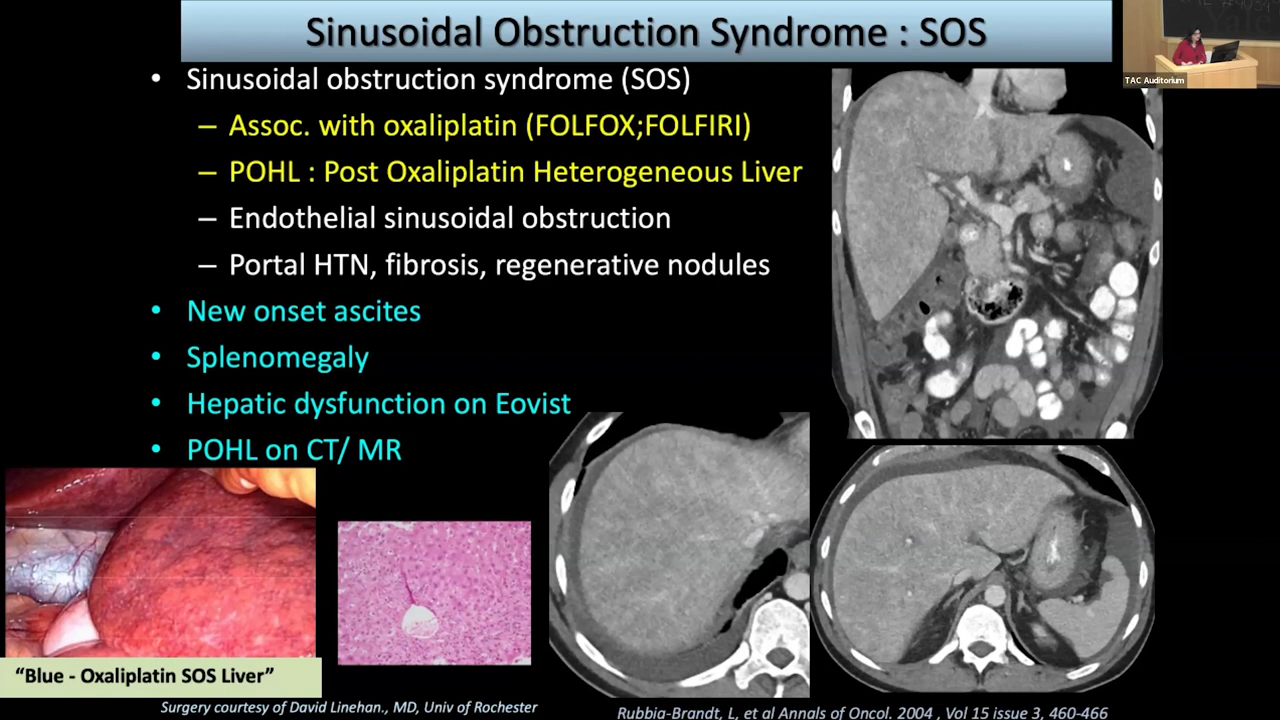 Sinusoidal Obstruction Syndrome : SOS
TAC Auditorium
• Sinusoidal obstruction syndrome (SOS)
– Assoc. with oxaliplatin (FOLFOX;FOLFIRI)
– POHL : Post Oxaliplatin Heterogeneous Liver
– Endothelial sinusoidal obstruction
– Portal HTN, fibrosis, regenerative nodules
• New onset ascites
• Splenomegaly
• Hepatic dysfunction on Eovist
• POHL on CT/ MR
“Blue - Oxaliplatin SOS Liver”
Surgery courtesy of David Linehan., MD, Univ of Rochester
Rubbia-Brandt, L, et al Annals of Oncol. 2004 , Vol 15 issue 3, 460-466